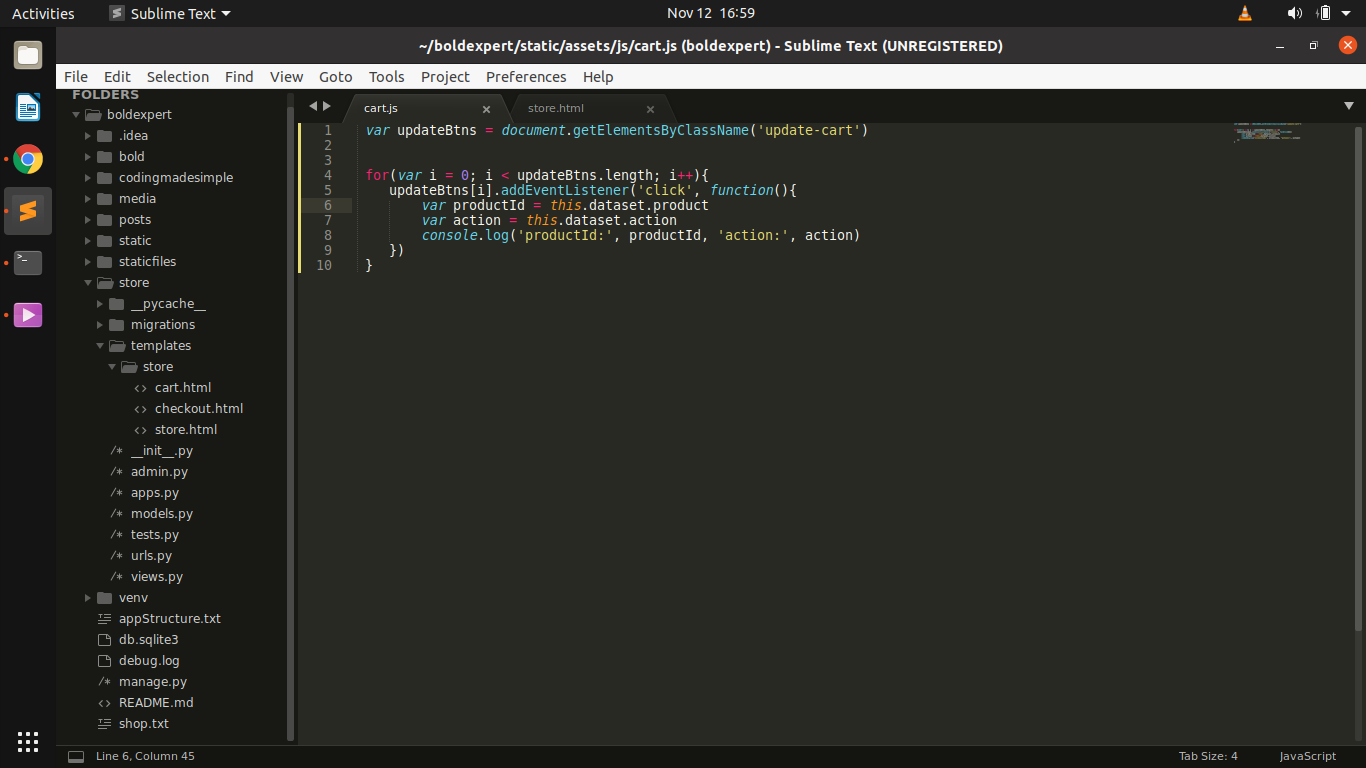 Activities
Sublime Text
Nov 12 16:59
~/boldexpert/static/assets/js/cart.js (boldexpert) - Sublime Text (UNREGISTERED)
File Edit Selection Find View Goto Tools Project Preferences Help
FOLDERS
boldexpert
.idea
bold
codingmadesimple
media
posts
static
staticfiles
store
__pycache__
migrations
templates
store
<> cart.html
<> checkout.html
<> store.html
/* __init__.py
/* admin.py
/* apps.py
/* models.py
/* tests.py
/* urls.py
/* views.py
venv
appStructure.txt
db.sqlite3
debug.log
/* manage.py
<> README.md
shop.txt
cart.js
store.html
1 var updateBtns = document.getElementsByClassName('update-cart')
2
3
4 for(var i = 0; i < updateBtns.length; i++){
5 updateBtns[i].addEventListener('click', function(){
6 var productId = this.dataset.product
7 var action = this.dataset.action
8 console.log('productId:', productId, 'action:', action)
9 })
10 }
Line 6, Column 45
Tab Size: 4
JavaScript